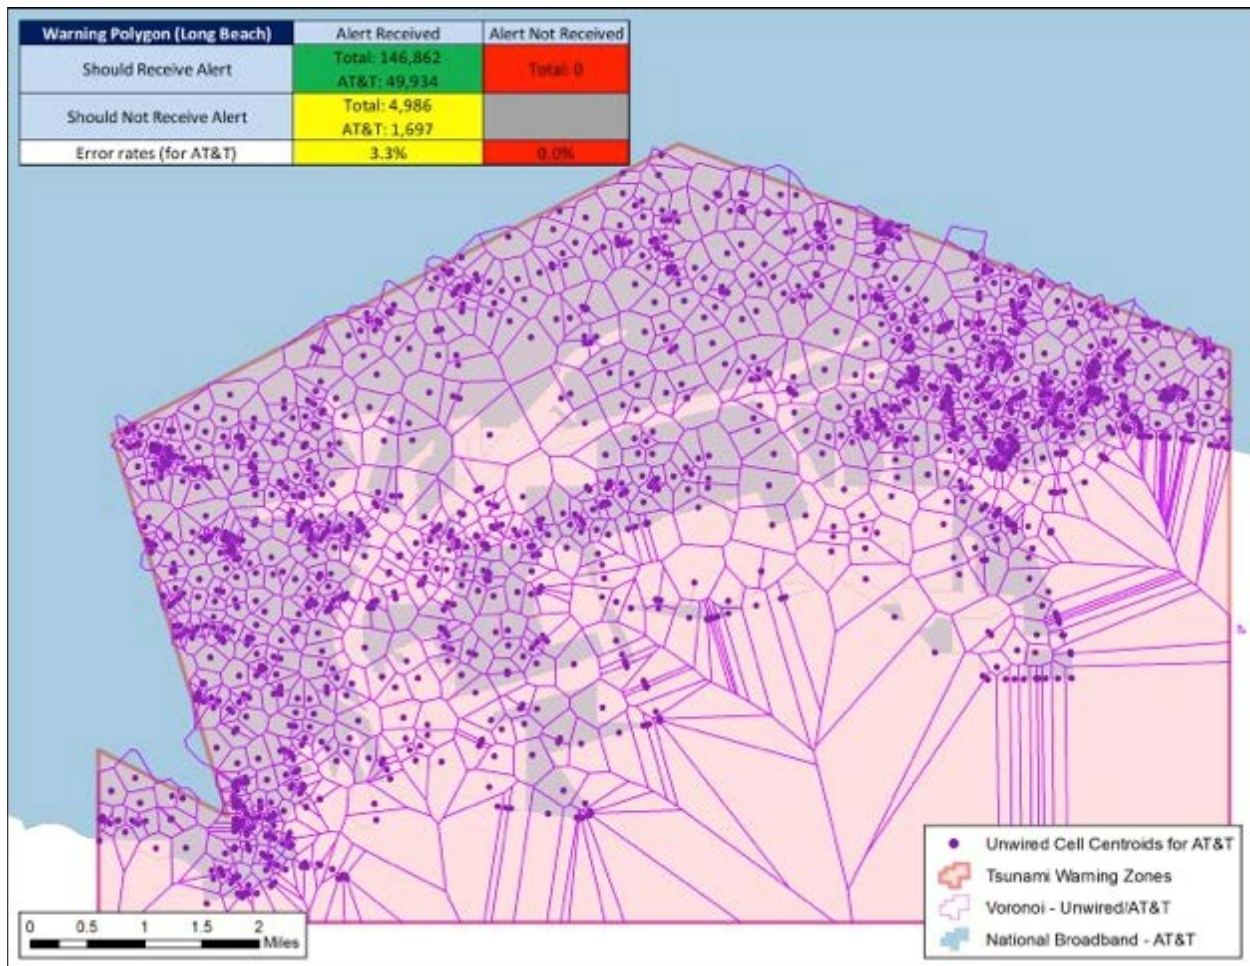 Warning Polygon (Long Beach) Alert Received Alert Not Received
Should Receive Alert Total: 146,862 Total: 0
AT&T: 49,934
Should Not Receive Alert Total: 4,986
AT&T: 1,697
Error rates (for AT&T) 3.3% 0.0%
Unwired Cell Centroids for AT&T
Tsunami Warning Zones
Voronoi - Unwired/AT&T
National Broadband - AT&T
0 0.5 1 1.5 2
Miles